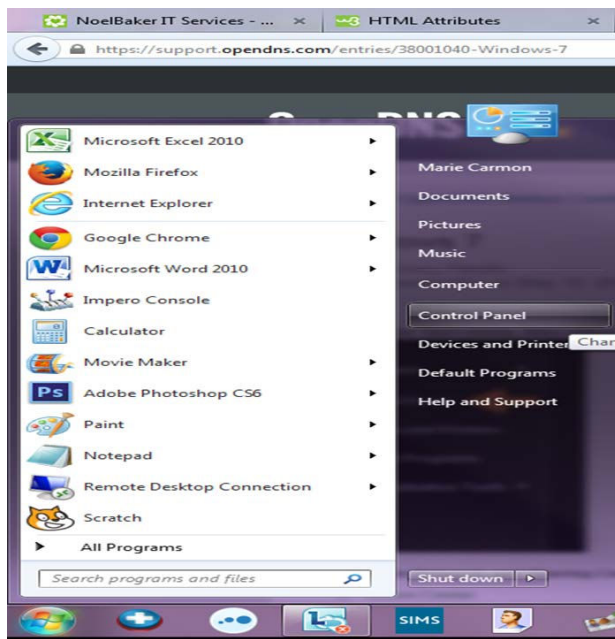 NoelBaker IT Services - ... ×
HTML Attributes ×
https://support.opendns.com/entries/38001040-Windows-7
DNS
Microsoft Excel 2010
Mozilla Firefox
Internet Explorer
Google Chrome
Microsoft Word 2010
Impero Console
Calculator
Movie Maker
Ps Adobe Photoshop CS6
Paint
Notepad
Remote Desktop Connection
Scratch
All Programs
Search programs and files
Marie Carmon
Documents
Pictures
Music
Computer
Control Panel
Devices and Printer Char
Default Programs
Help and Support
Shut down
SIMS